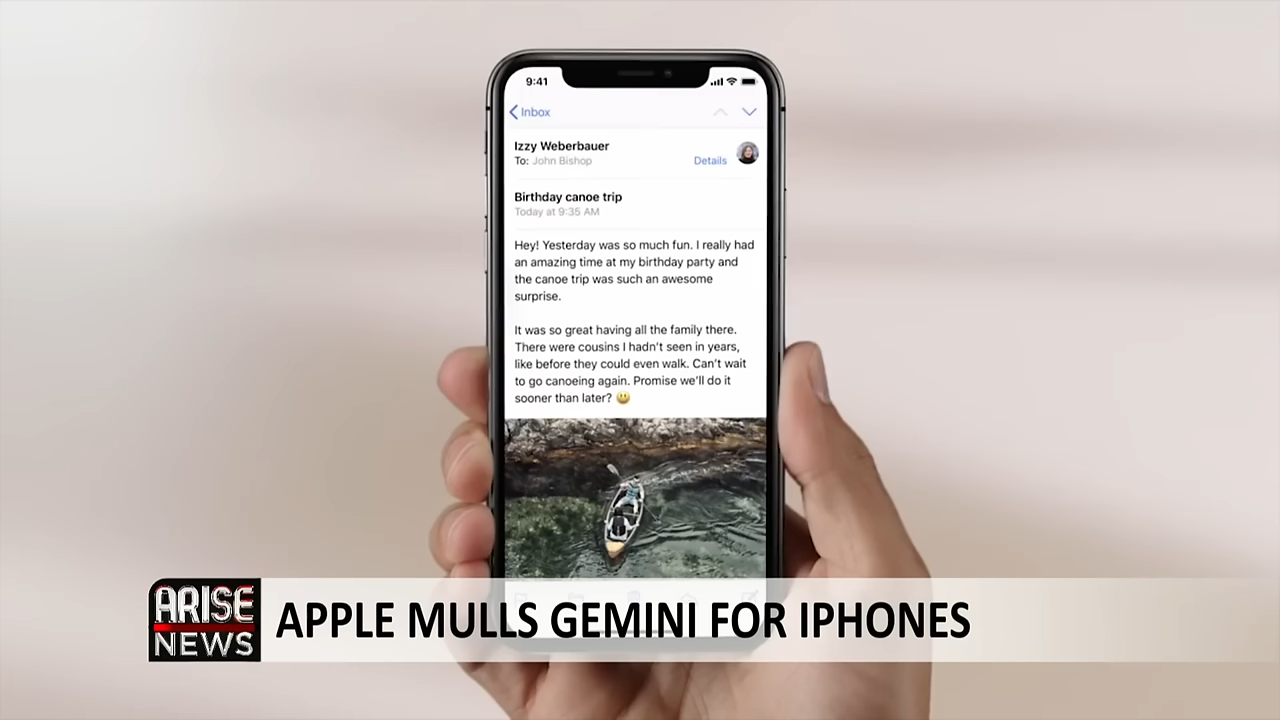 9:41
Inbox
Izzy Weberbauer
To: John Bishop
Details
Birthday canoe trip
Today at 9:35 AM
Hey! Yesterday was so much fun. I really had
an amazing time at my birthday party and
the canoe trip was such an awesome
surprise.
It was so great having all the family there.
There were cousins I hadn't seen in years,
like before they could even walk. Can't wait
to go canoeing again. Promise we'll do it
sooner than later? 😃
ARISE
NEWS
APPLE MULLS GEMINI FOR IPHONES